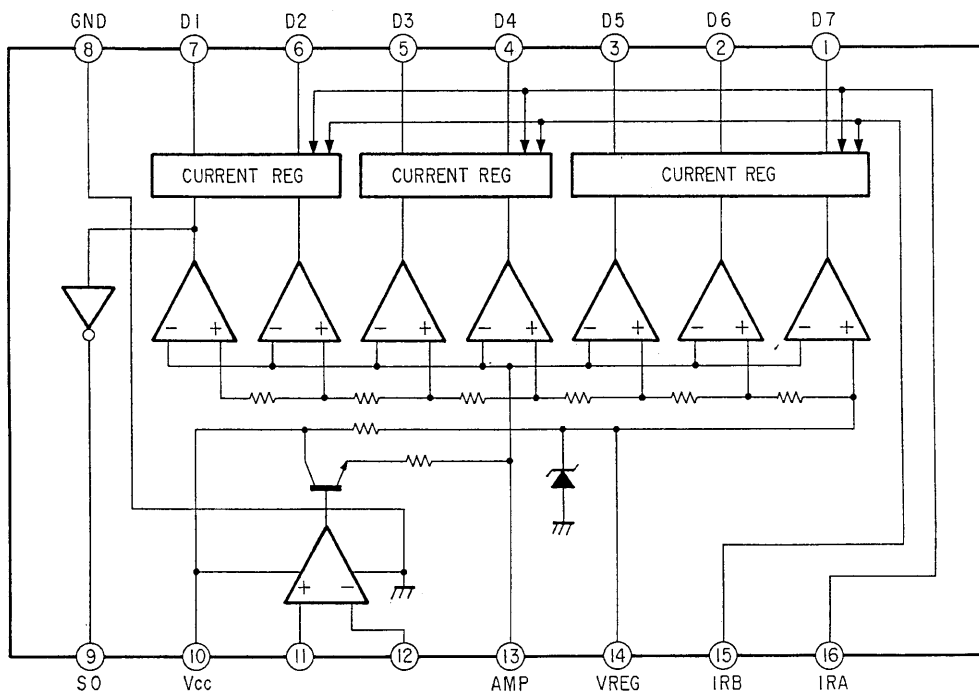 GND D1 D2 D3 D4 D5 D6 D7
8 7 6 5 4 3 2 1
CURRENT REG CURRENT REG CURRENT REG
− + − + − + − + − + − + − +
+ −
9 10 11 12 13 14 15 16
SO Vcc AMP VREG IRB IRA